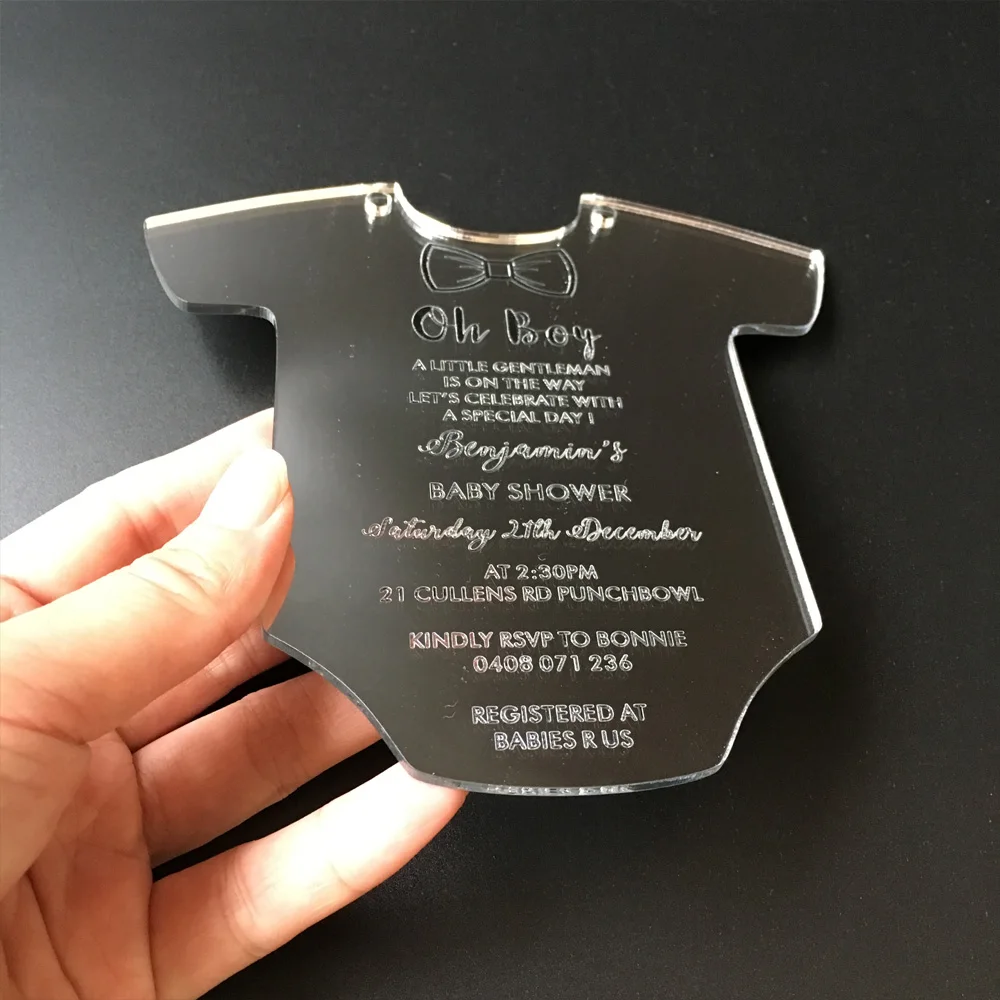 Oh Boy
A LITTLE GENTLEMAN
IS ON THE WAY
LET'S CELEBRATE WITH
A SPECIAL DAY !
Benjamin's
BABY SHOWER
Saturday 21th December
AT 2:30PM
21 CULLENS RD PUNCHBOWL
KINDLY RSVP TO BONNIE
0408 071 236
REGISTERED AT
BABIES R US